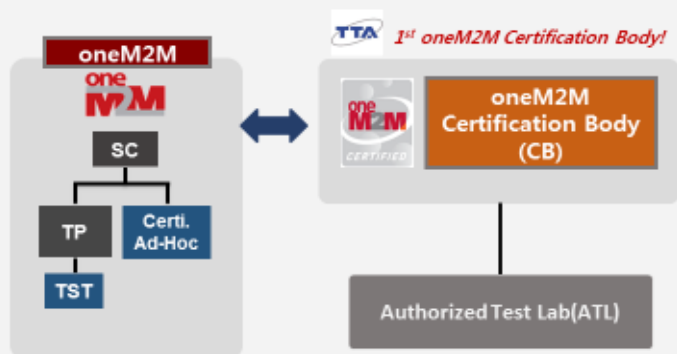 oneM2M
one
M2M
SC
TP
Certi.
Ad-Hoc
TST
TTA
1st oneM2M Certification Body!
one
M2M
CERTIFIED
oneM2M
Certification Body
(CB)
Authorized Test Lab(ATL)